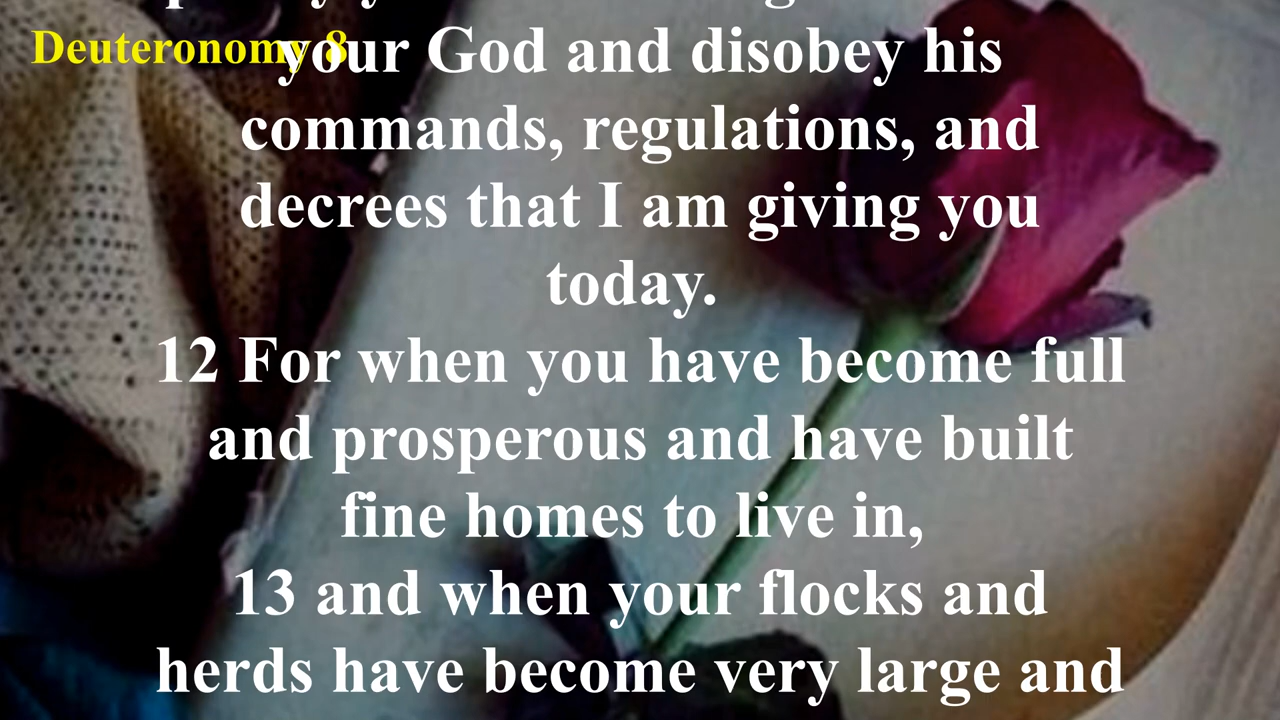 Deuteronomy 8
your God and disobey his
commands, regulations, and
decrees that I am giving you
today.
12 For when you have become full
and prosperous and have built
fine homes to live in,
13 and when your flocks and
herds have become very large and